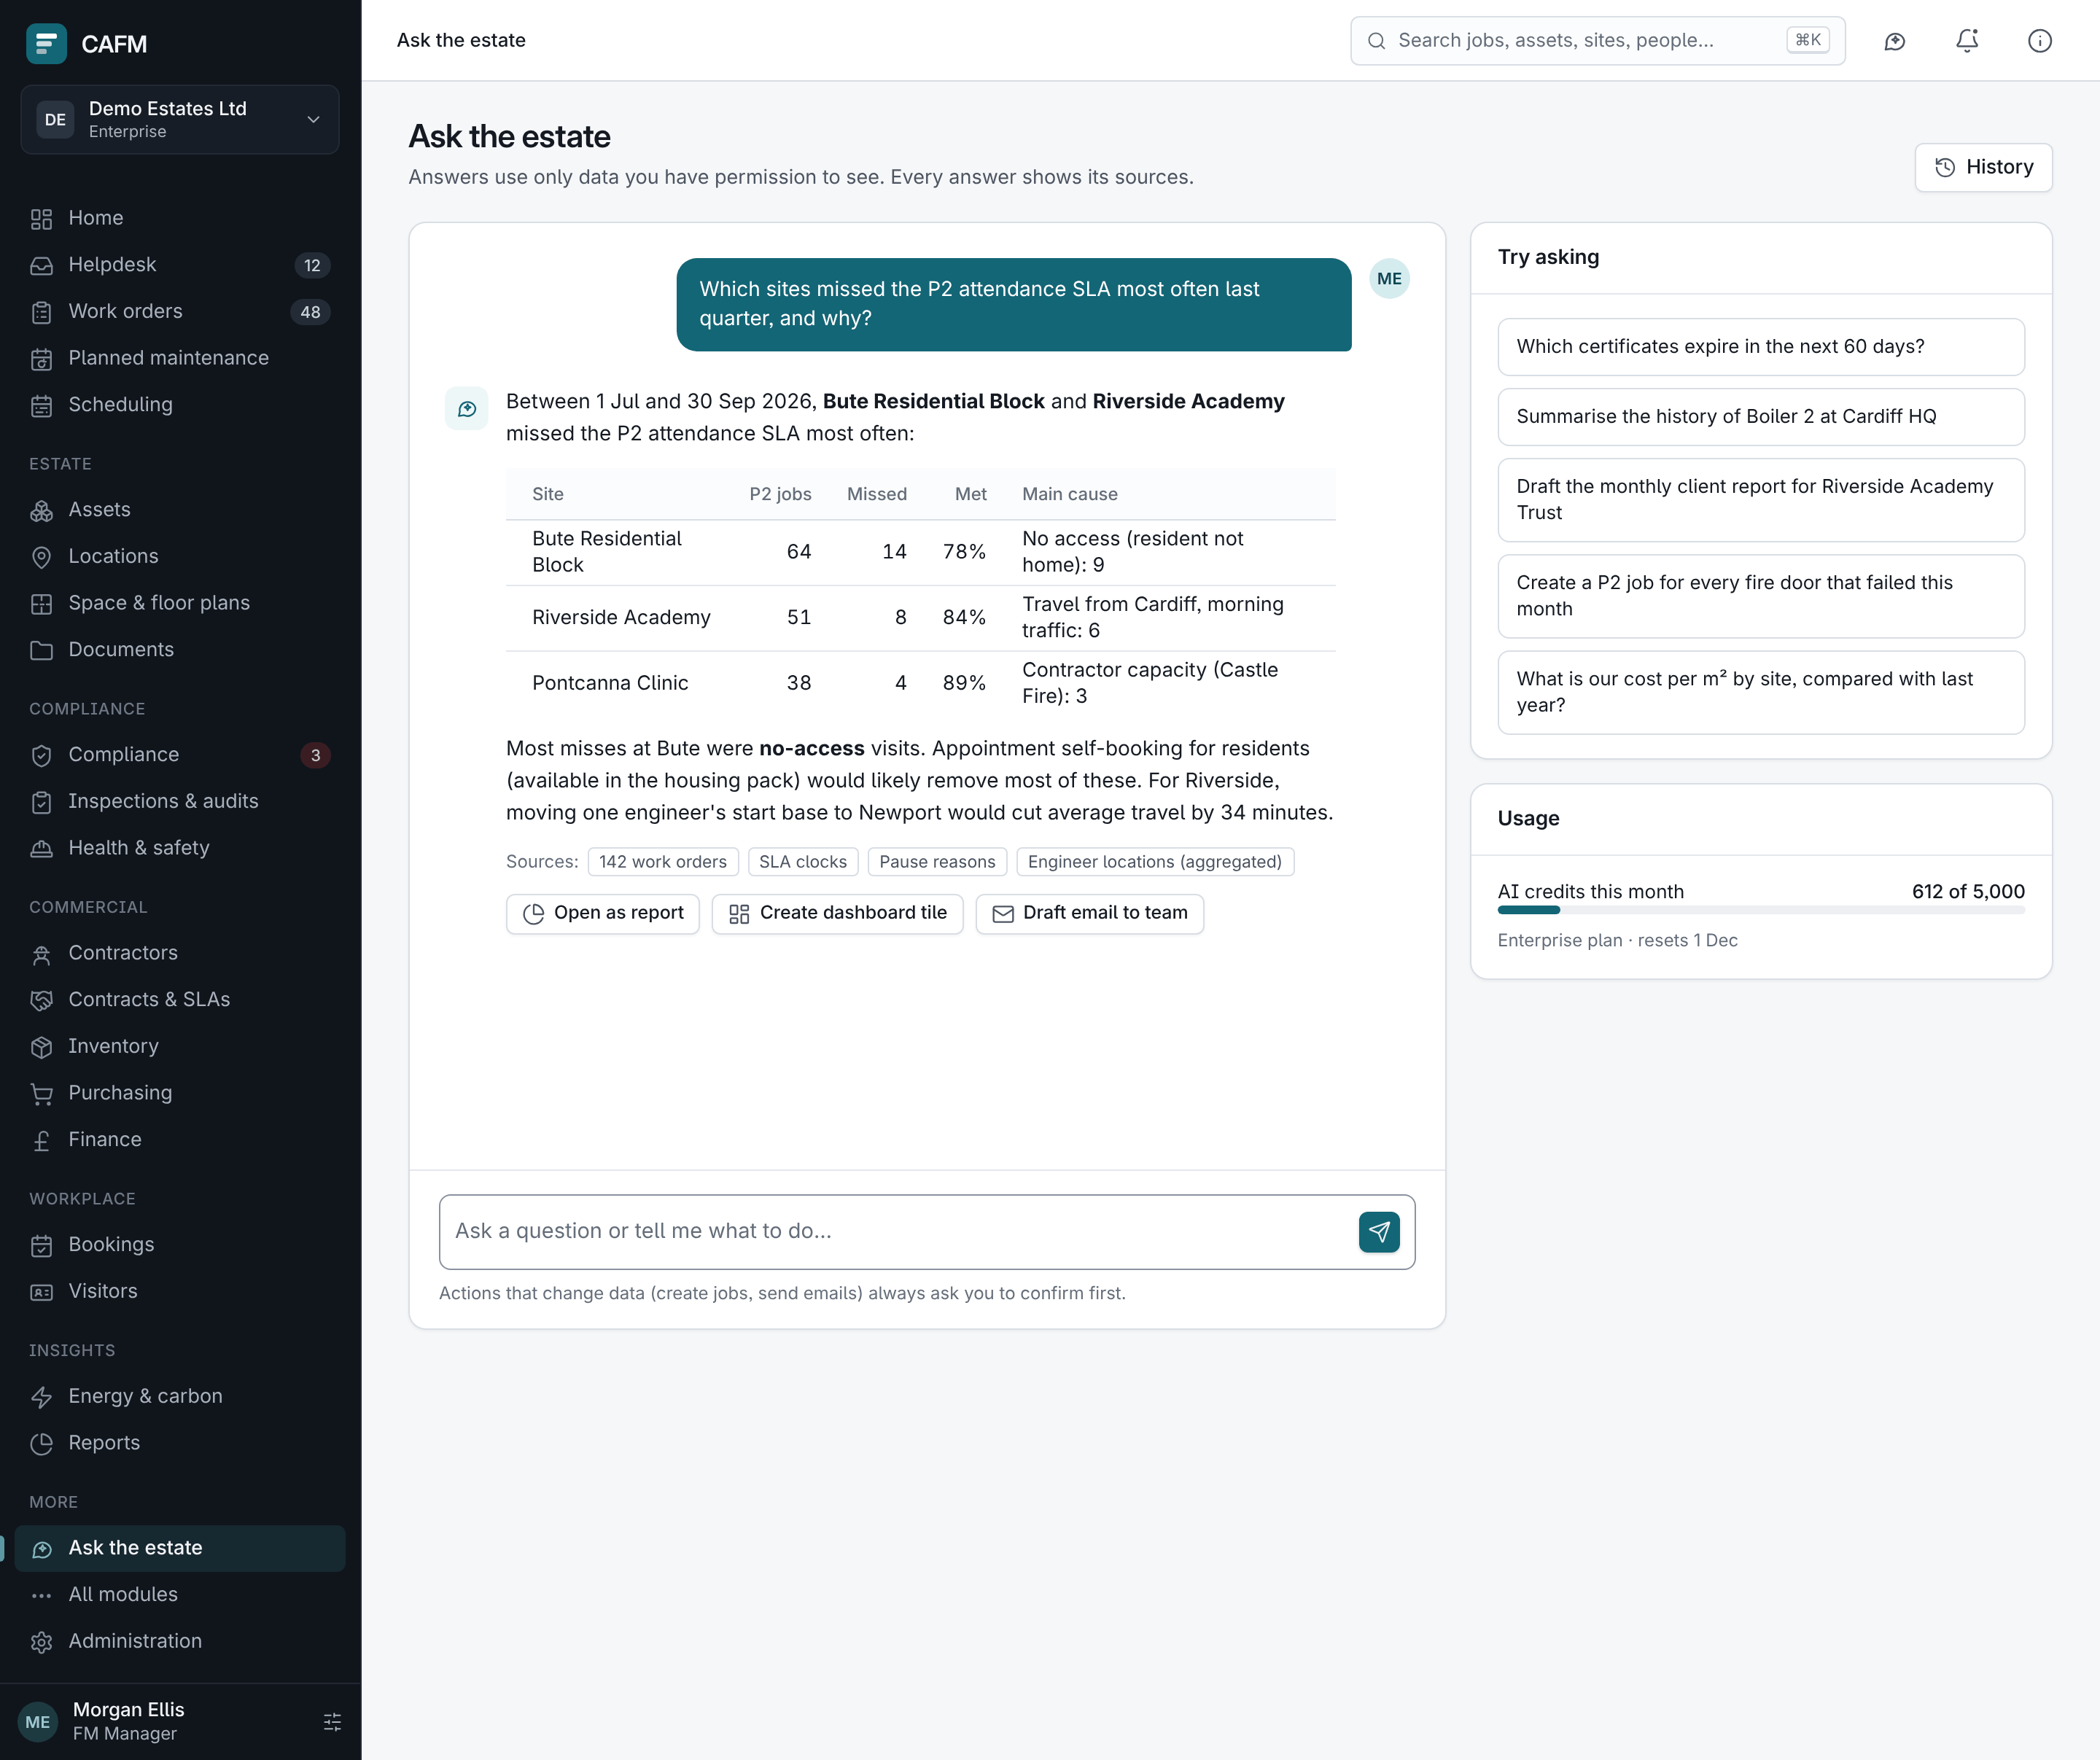 CAFM
DE
Demo Estates Ltd
Enterprise
Home
Helpdesk 12
Work orders 48
Planned maintenance
Scheduling
ESTATE
Assets
Locations
Space & floor plans
Documents
COMPLIANCE
Compliance 3
Inspections & audits
Health & safety
COMMERCIAL
Contractors
Contracts & SLAs
Inventory
Purchasing
Finance
WORKPLACE
Bookings
Visitors
INSIGHTS
Energy & carbon
Reports
MORE
Ask the estate
All modules
Administration
ME
Morgan Ellis
FM Manager
Ask the estate
Search jobs, assets, sites, people... ⌘K
Ask the estate
Answers use only data you have permission to see. Every answer shows its sources.
History
Which sites missed the P2 attendance SLA most often last
quarter, and why?
ME
Between 1 Jul and 30 Sep 2026, Bute Residential Block and Riverside Academy
missed the P2 attendance SLA most often:
Site P2 jobs Missed Met Main cause
Bute Residential
Block 64 14 78% No access (resident not
home): 9
Riverside Academy 51 8 84% Travel from Cardiff, morning
traffic: 6
Pontcanna Clinic 38 4 89% Contractor capacity (Castle
Fire): 3
Most misses at Bute were no-access visits. Appointment self-booking for residents
(available in the housing pack) would likely remove most of these. For Riverside,
moving one engineer's start base to Newport would cut average travel by 34 minutes.
Sources: 142 work orders SLA clocks Pause reasons Engineer locations (aggregated)
Open as report Create dashboard tile Draft email to team
Ask a question or tell me what to do...
Actions that change data (create jobs, send emails) always ask you to confirm first.
Try asking
Which certificates expire in the next 60 days?
Summarise the history of Boiler 2 at Cardiff HQ
Draft the monthly client report for Riverside Academy
Trust
Create a P2 job for every fire door that failed this
month
What is our cost per m² by site, compared with last
year?
Usage
AI credits this month 612 of 5,000
Enterprise plan · resets 1 Dec